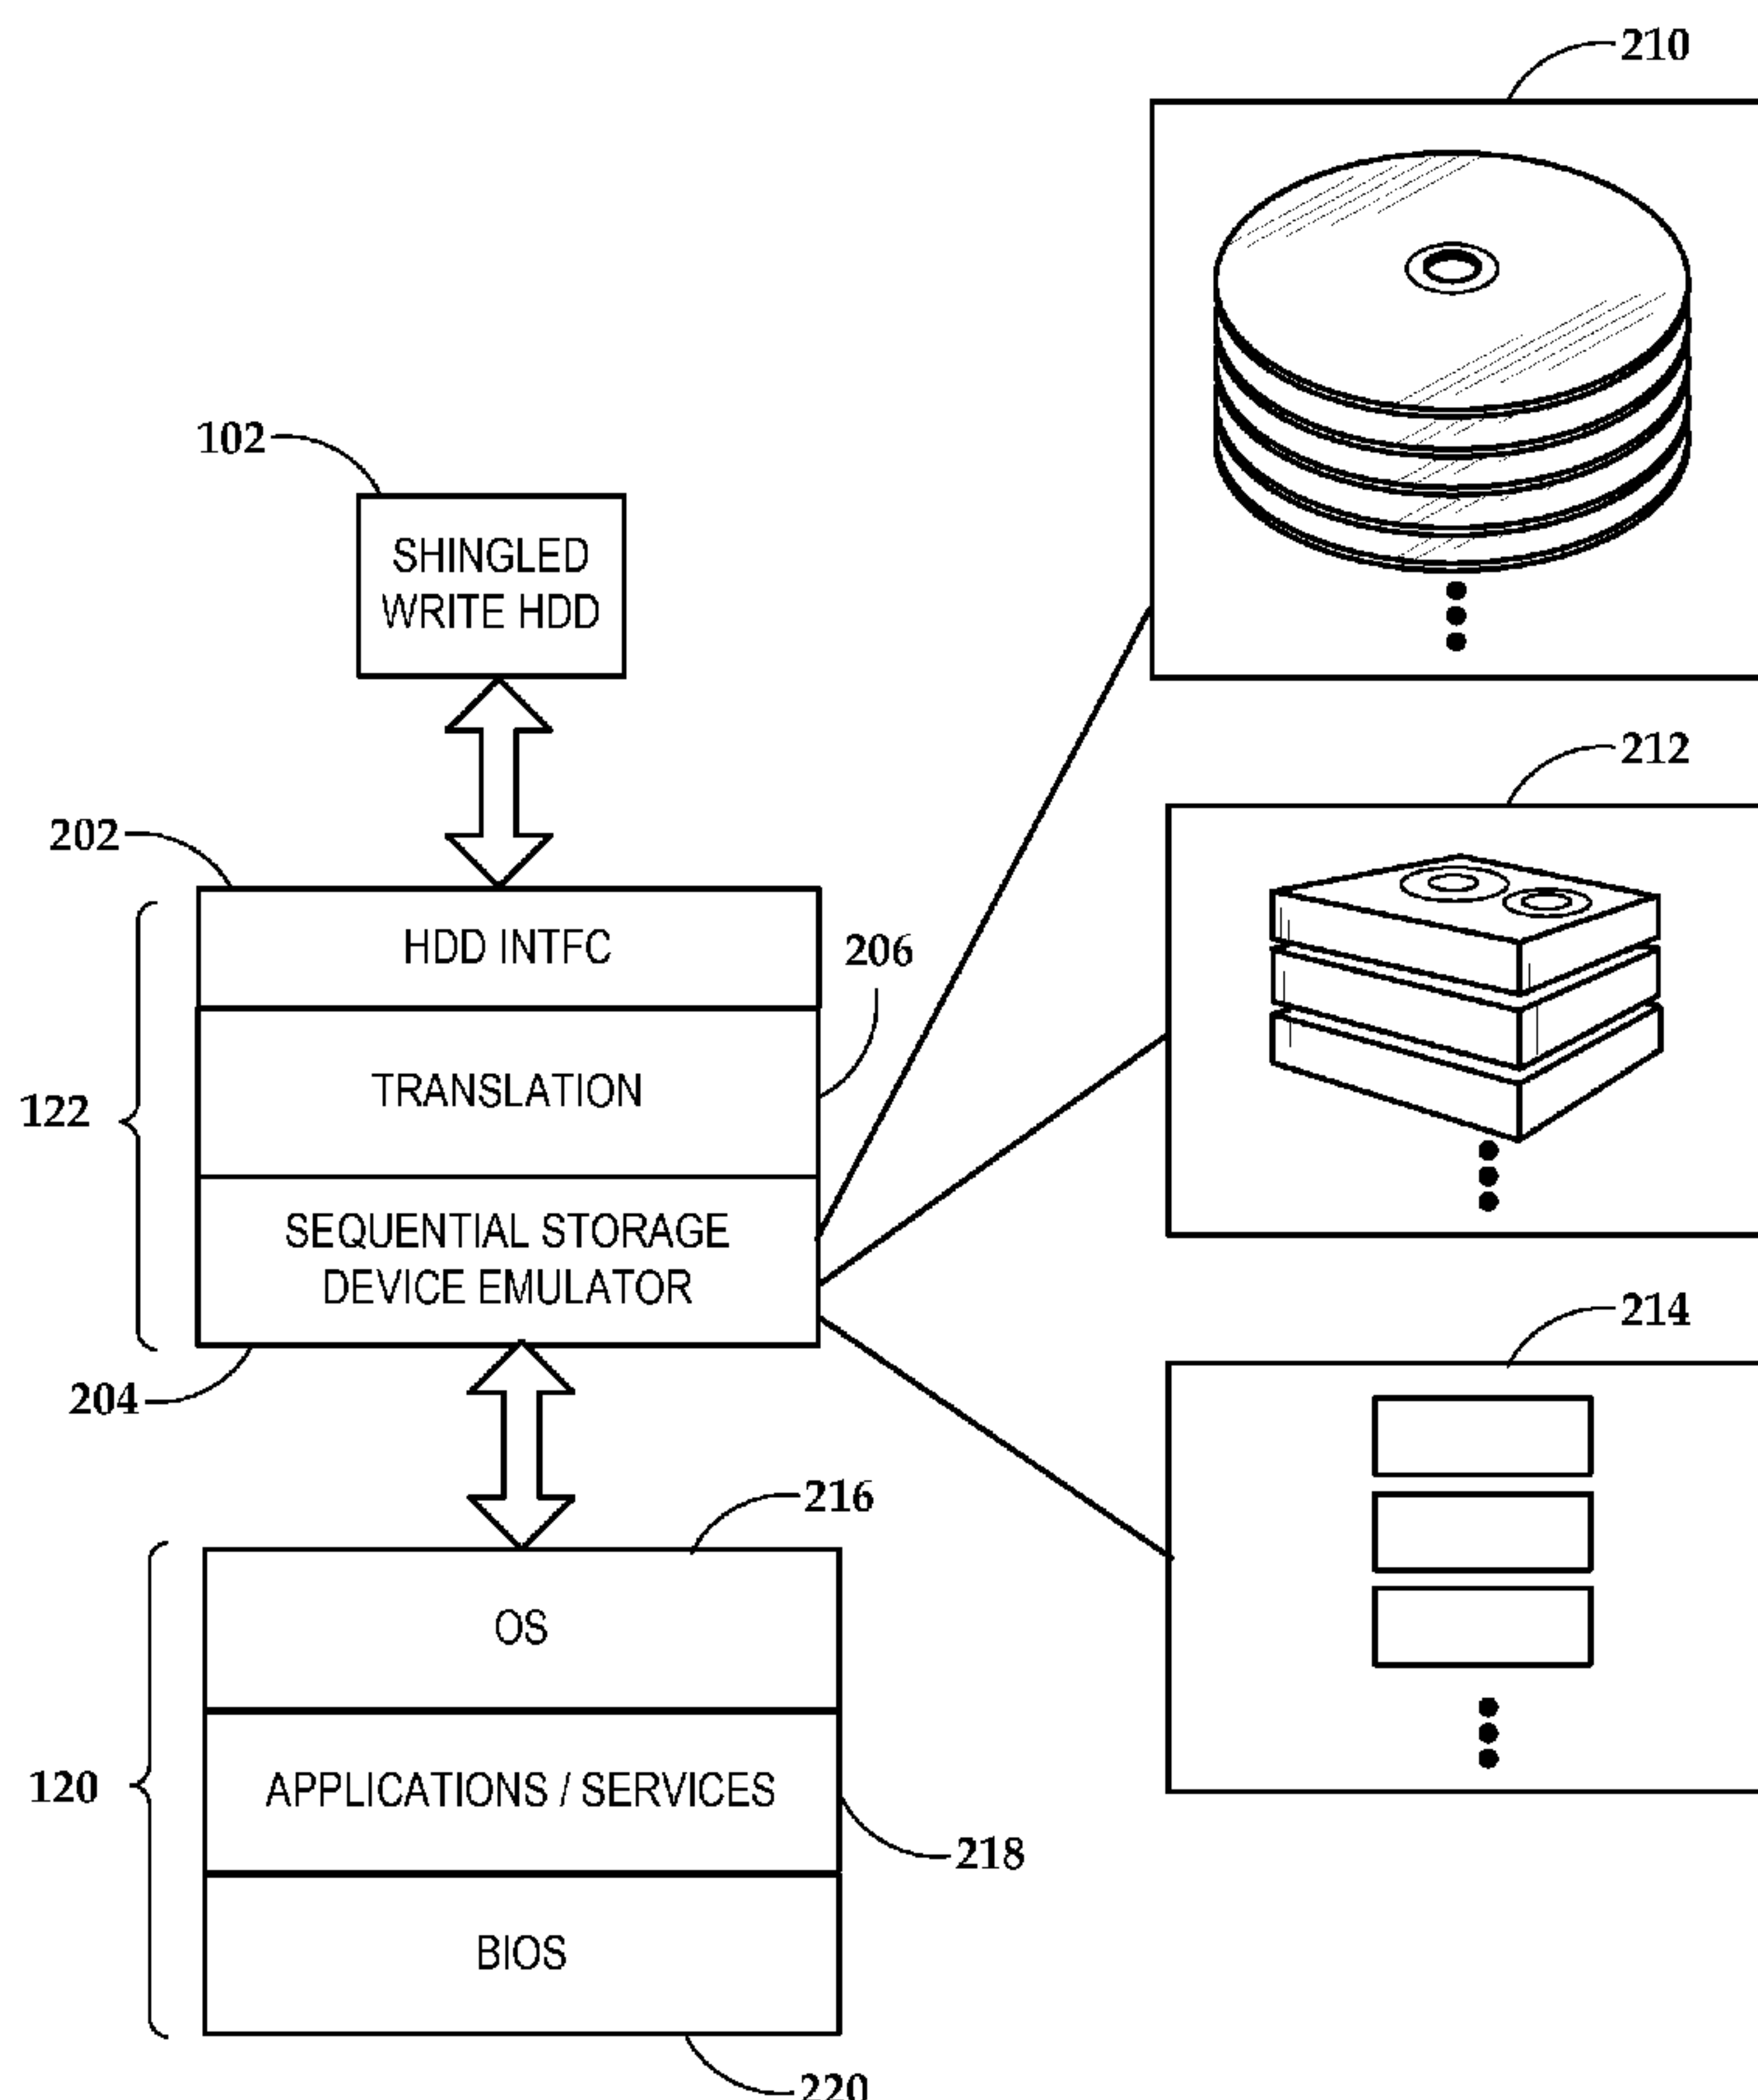 210
102
SHINGLED
WRITE HDD
212
202
HDD INTFC
206
TRANSLATION
122
SEQUENTIAL STORAGE
DEVICE EMULATOR
214
204
216
OS
120
APPLICATIONS / SERVICES
218
BIOS
220